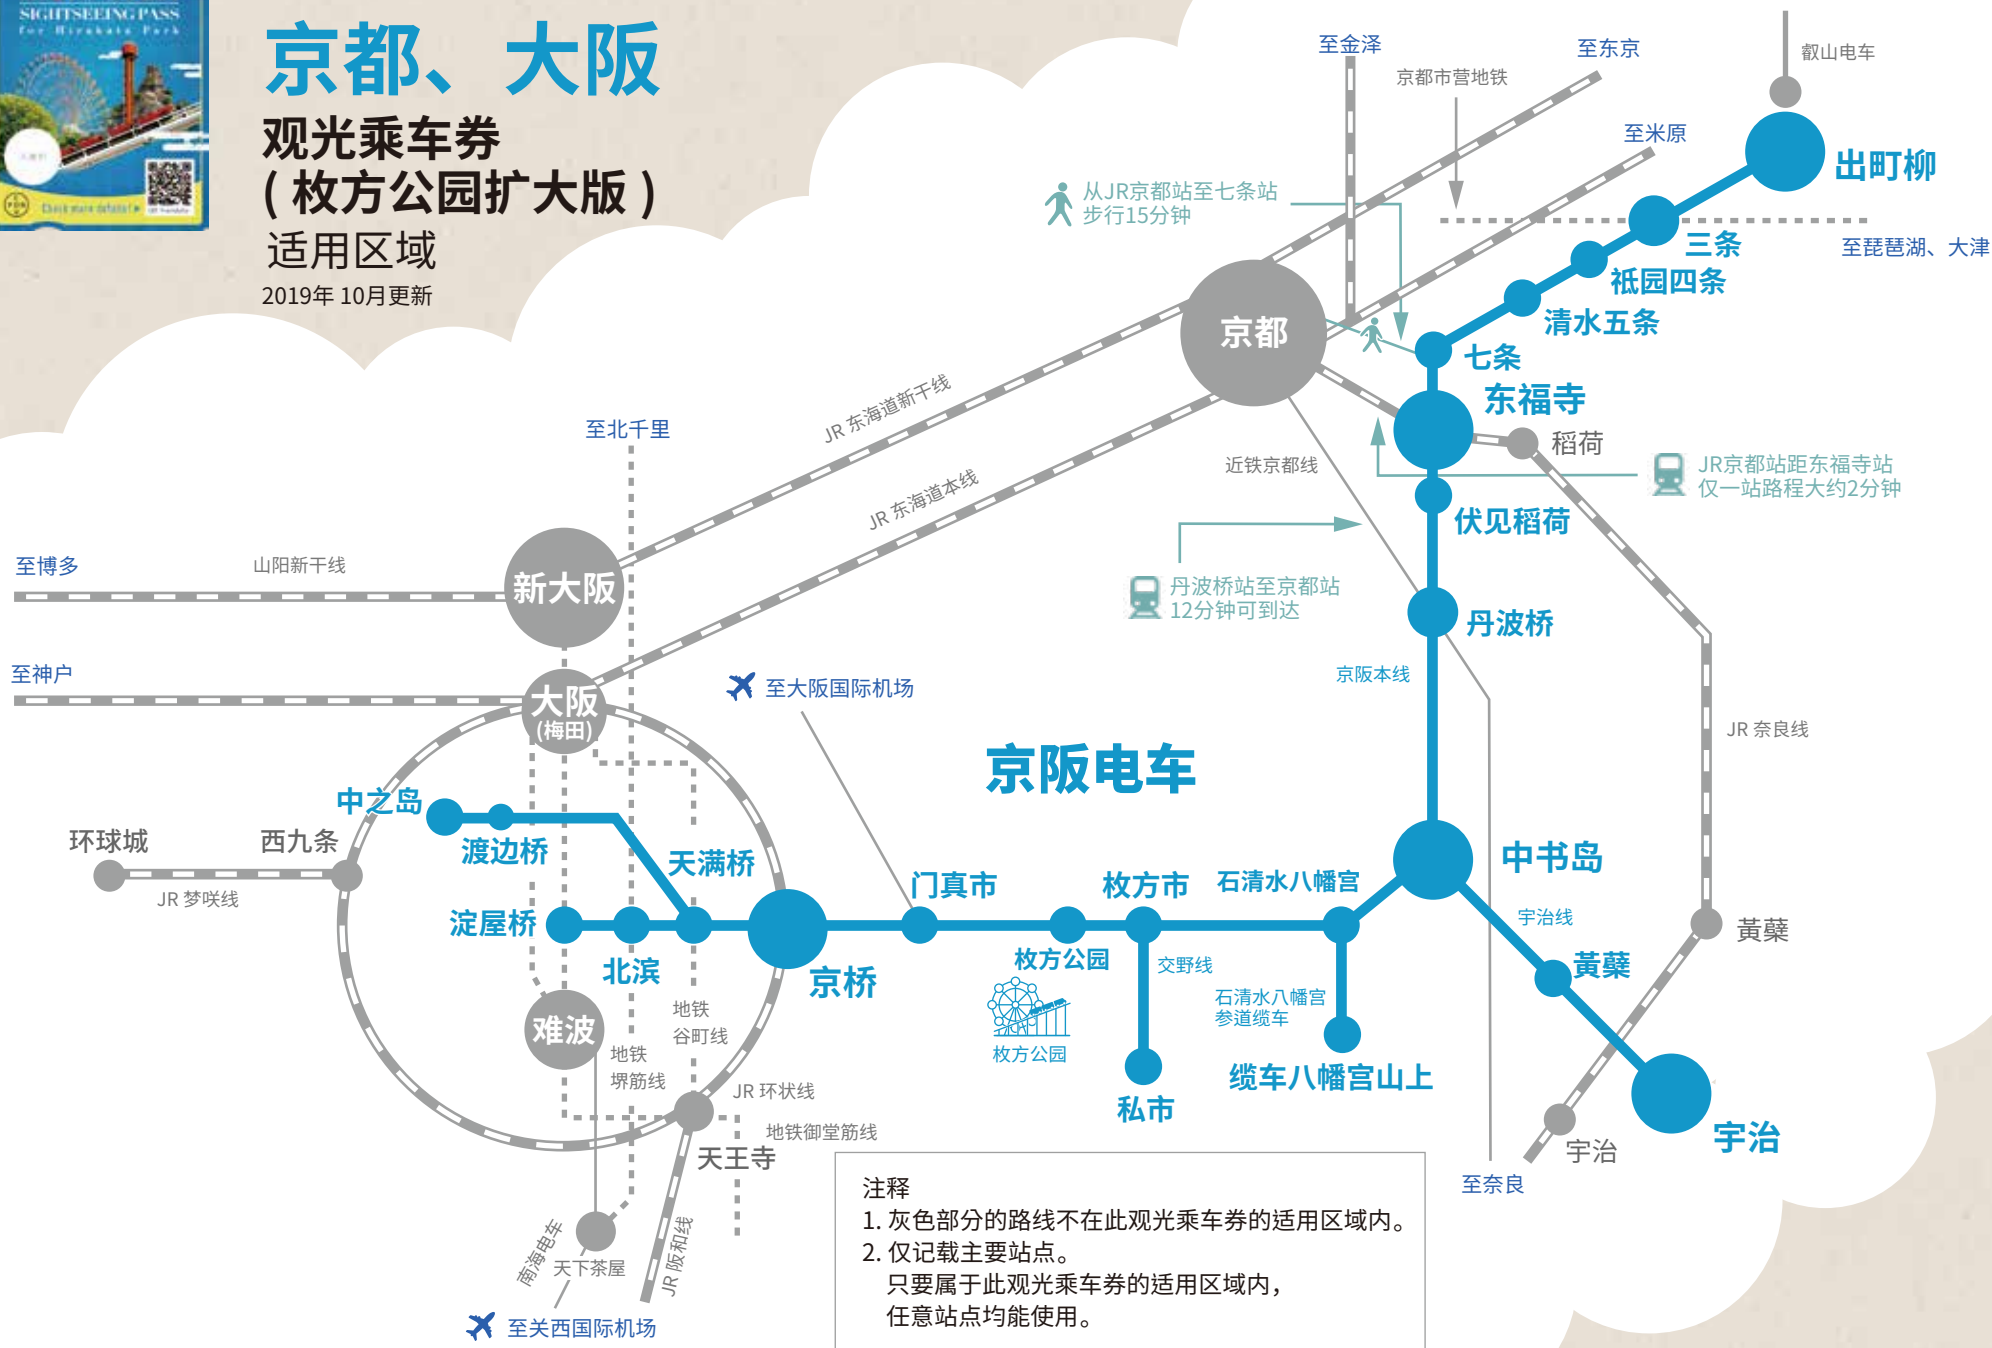 SIGHTSEEING PASS
for Hirakata Park
Check more details!
京都、大阪
观光乘车券
( 枚方公园扩大版 )
适用区域
2019年 10月更新
至金泽
至东京
京都市营地铁
叡山电车
至米原
出町柳
从JR京都站至七条站
步行15分钟
三条
至琵琶湖、大津
祇园四条
清水五条
京都
七条
东福寺
稻荷
JR 东海道新干线
至北千里
近铁京都线
JR京都站距东福寺站
仅一站路程大约2分钟
JR 东海道本线
伏见稻荷
至博多
山阳新干线
新大阪
丹波桥站至京都站
12分钟可到达
丹波桥
至神户
京阪本线
大阪
(梅田)
至大阪国际机场
JR 奈良线
京阪电车
中之岛
环球城
西九条
渡边桥
天满桥
中书岛
JR 梦咲线
门真市
枚方市
石清水八幡宫
淀屋桥
宇治线
黄蘗
北滨
京桥
枚方公园
交野线
黄蘗
石清水八幡宫
参道缆车
地铁
谷町线
难波
枚方公园
地铁
堺筋线
缆车八幡宫山上
JR 环状线
私市
地铁御堂筋线
宇治
宇治
天王寺
至奈良
南海电车
天下茶屋
JR 阪和线
至关西国际机场
注释
1. 灰色部分的路线不在此观光乘车券的适用区域内。
2. 仅记载主要站点。
只要属于此观光乘车券的适用区域内，
任意站点均能使用。